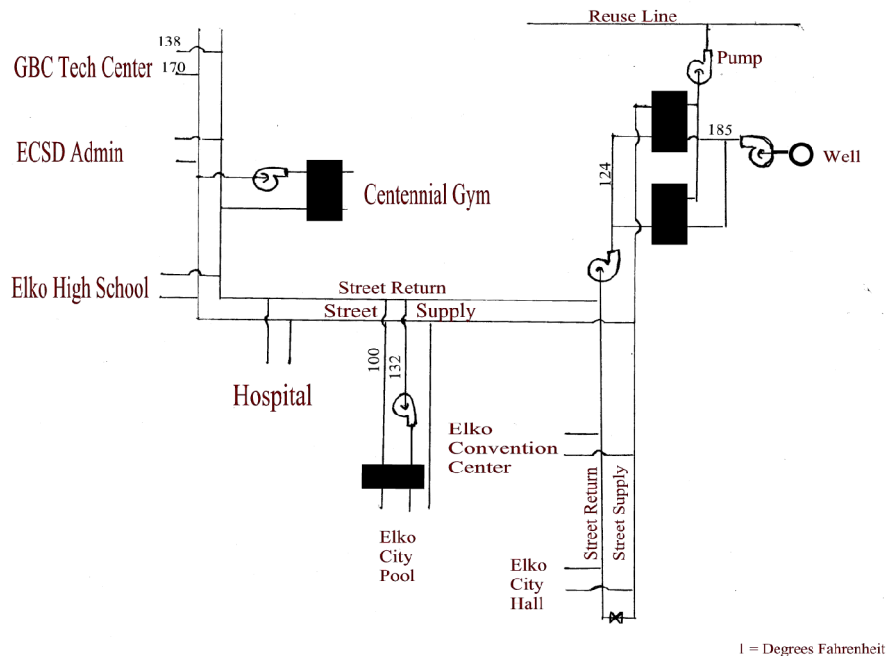 Reuse Line
138
Pump
GBC Tech Center
170
185
Well
ECSD Admin
124
Centennial Gym
Elko High School
Street Return
Street Supply
100
132
Hospital
Elko
Convention
Center
Street Return
Street Supply
Elko
City
Pool
Elko
City
Hall
1 = Degrees Fahrenheit